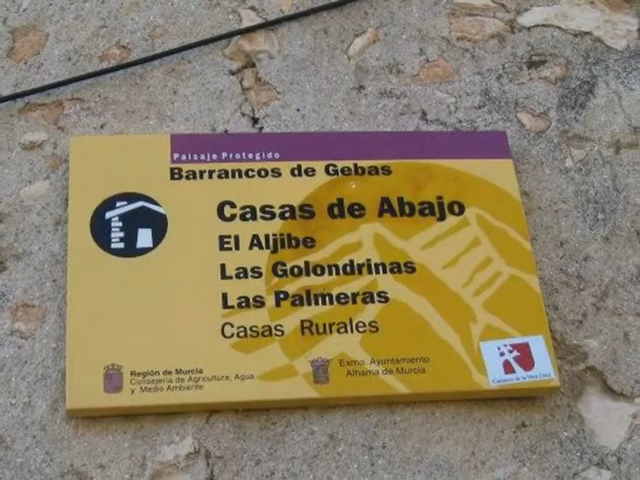 Paisaje Protegido
Barrancos de Gebas
Casas de Abajo
El Aljibe
Las Golondrinas
Las Palmeras
Casas Rurales
Región de Murcia
Consejería de Agricultura, Agua
y Medio Ambiente
Exmo. Ayuntamiento
Alhama de Murcia